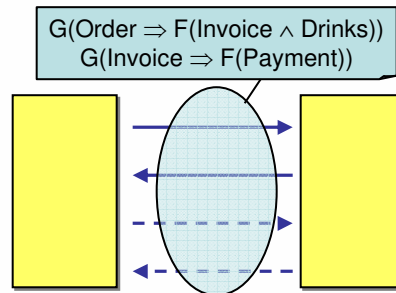 G(Order ⇒ F(Invoice ∧ Drinks))
G(Invoice ⇒ F(Payment))